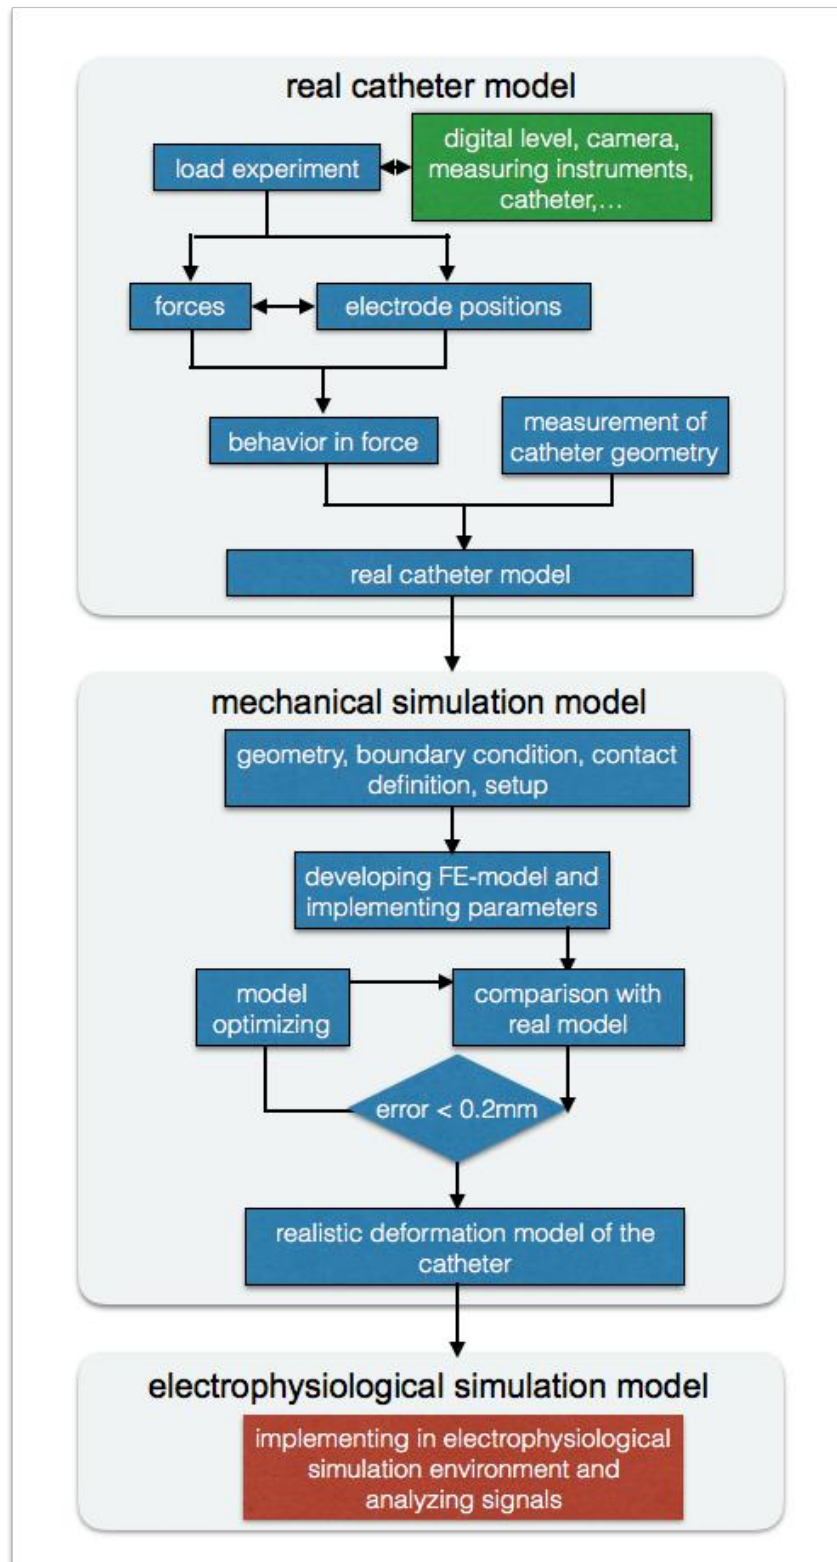 real catheter model
load experiment
digital level, camera,
measuring instruments,
catheter,...
forces
electrode positions
behavior in force
measurement of
catheter geometry
real catheter model
mechanical simulation model
geometry, boundary condition, contact
definition, setup
developing FE-model and
implementing parameters
model
optimizing
comparison with
real model
error < 0.2mm
realistic deformation model of the
catheter
electrophysiological simulation model
implementing in electrophysiological
simulation environment and
analyzing signals